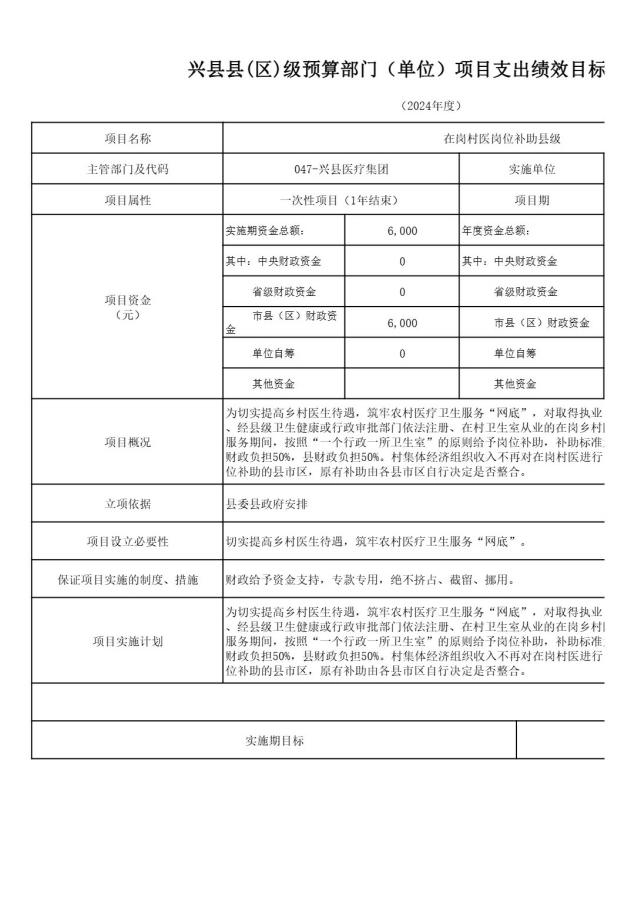 兴县县(区)级预算部门（单位）项目支出绩效目标
（2024年度）
项目名称 在岗村医岗位补助县级
主管部门及代码 047-兴县医疗集团 实施单位
项目属性 一次性项目（1年结束） 项目期
项目资金
（元）
实施期资金总额： 6,000 年度资金总额：
其中：中央财政资金 0 其中：中央财政资金
省级财政资金 0 省级财政资金
市县（区）财政资
金 6,000 市县（区）财政资金
单位自筹 0 单位自筹
其他资金 其他资金
项目概况
为切实提高乡村医生待遇，筑牢农村医疗卫生服务“网底”，对取得执业
、经县级卫生健康或行政审批部门依法注册、在村卫生室从业的在岗乡村
服务期间，按照“一个行政一所卫生室”的原则给予岗位补助，补助标准
财政负担50%，县财政负担50%。村集体经济组织收入不再对在岗村医进行
位补助的县市区，原有补助由各县市区自行决定是否整合。
立项依据 县委县政府安排
项目设立必要性 切实提高乡村医生待遇，筑牢农村医疗卫生服务“网底”。
保证项目实施的制度、措施 财政给予资金支持，专款专用，绝不挤占、截留、挪用。
项目实施计划
为切实提高乡村医生待遇，筑牢农村医疗卫生服务“网底”，对取得执业
、经县级卫生健康或行政审批部门依法注册、在村卫生室从业的在岗乡村
服务期间，按照“一个行政一所卫生室”的原则给予岗位补助，补助标准
财政负担50%，县财政负担50%。村集体经济组织收入不再对在岗村医进行
位补助的县市区，原有补助由各县市区自行决定是否整合。
实施期目标